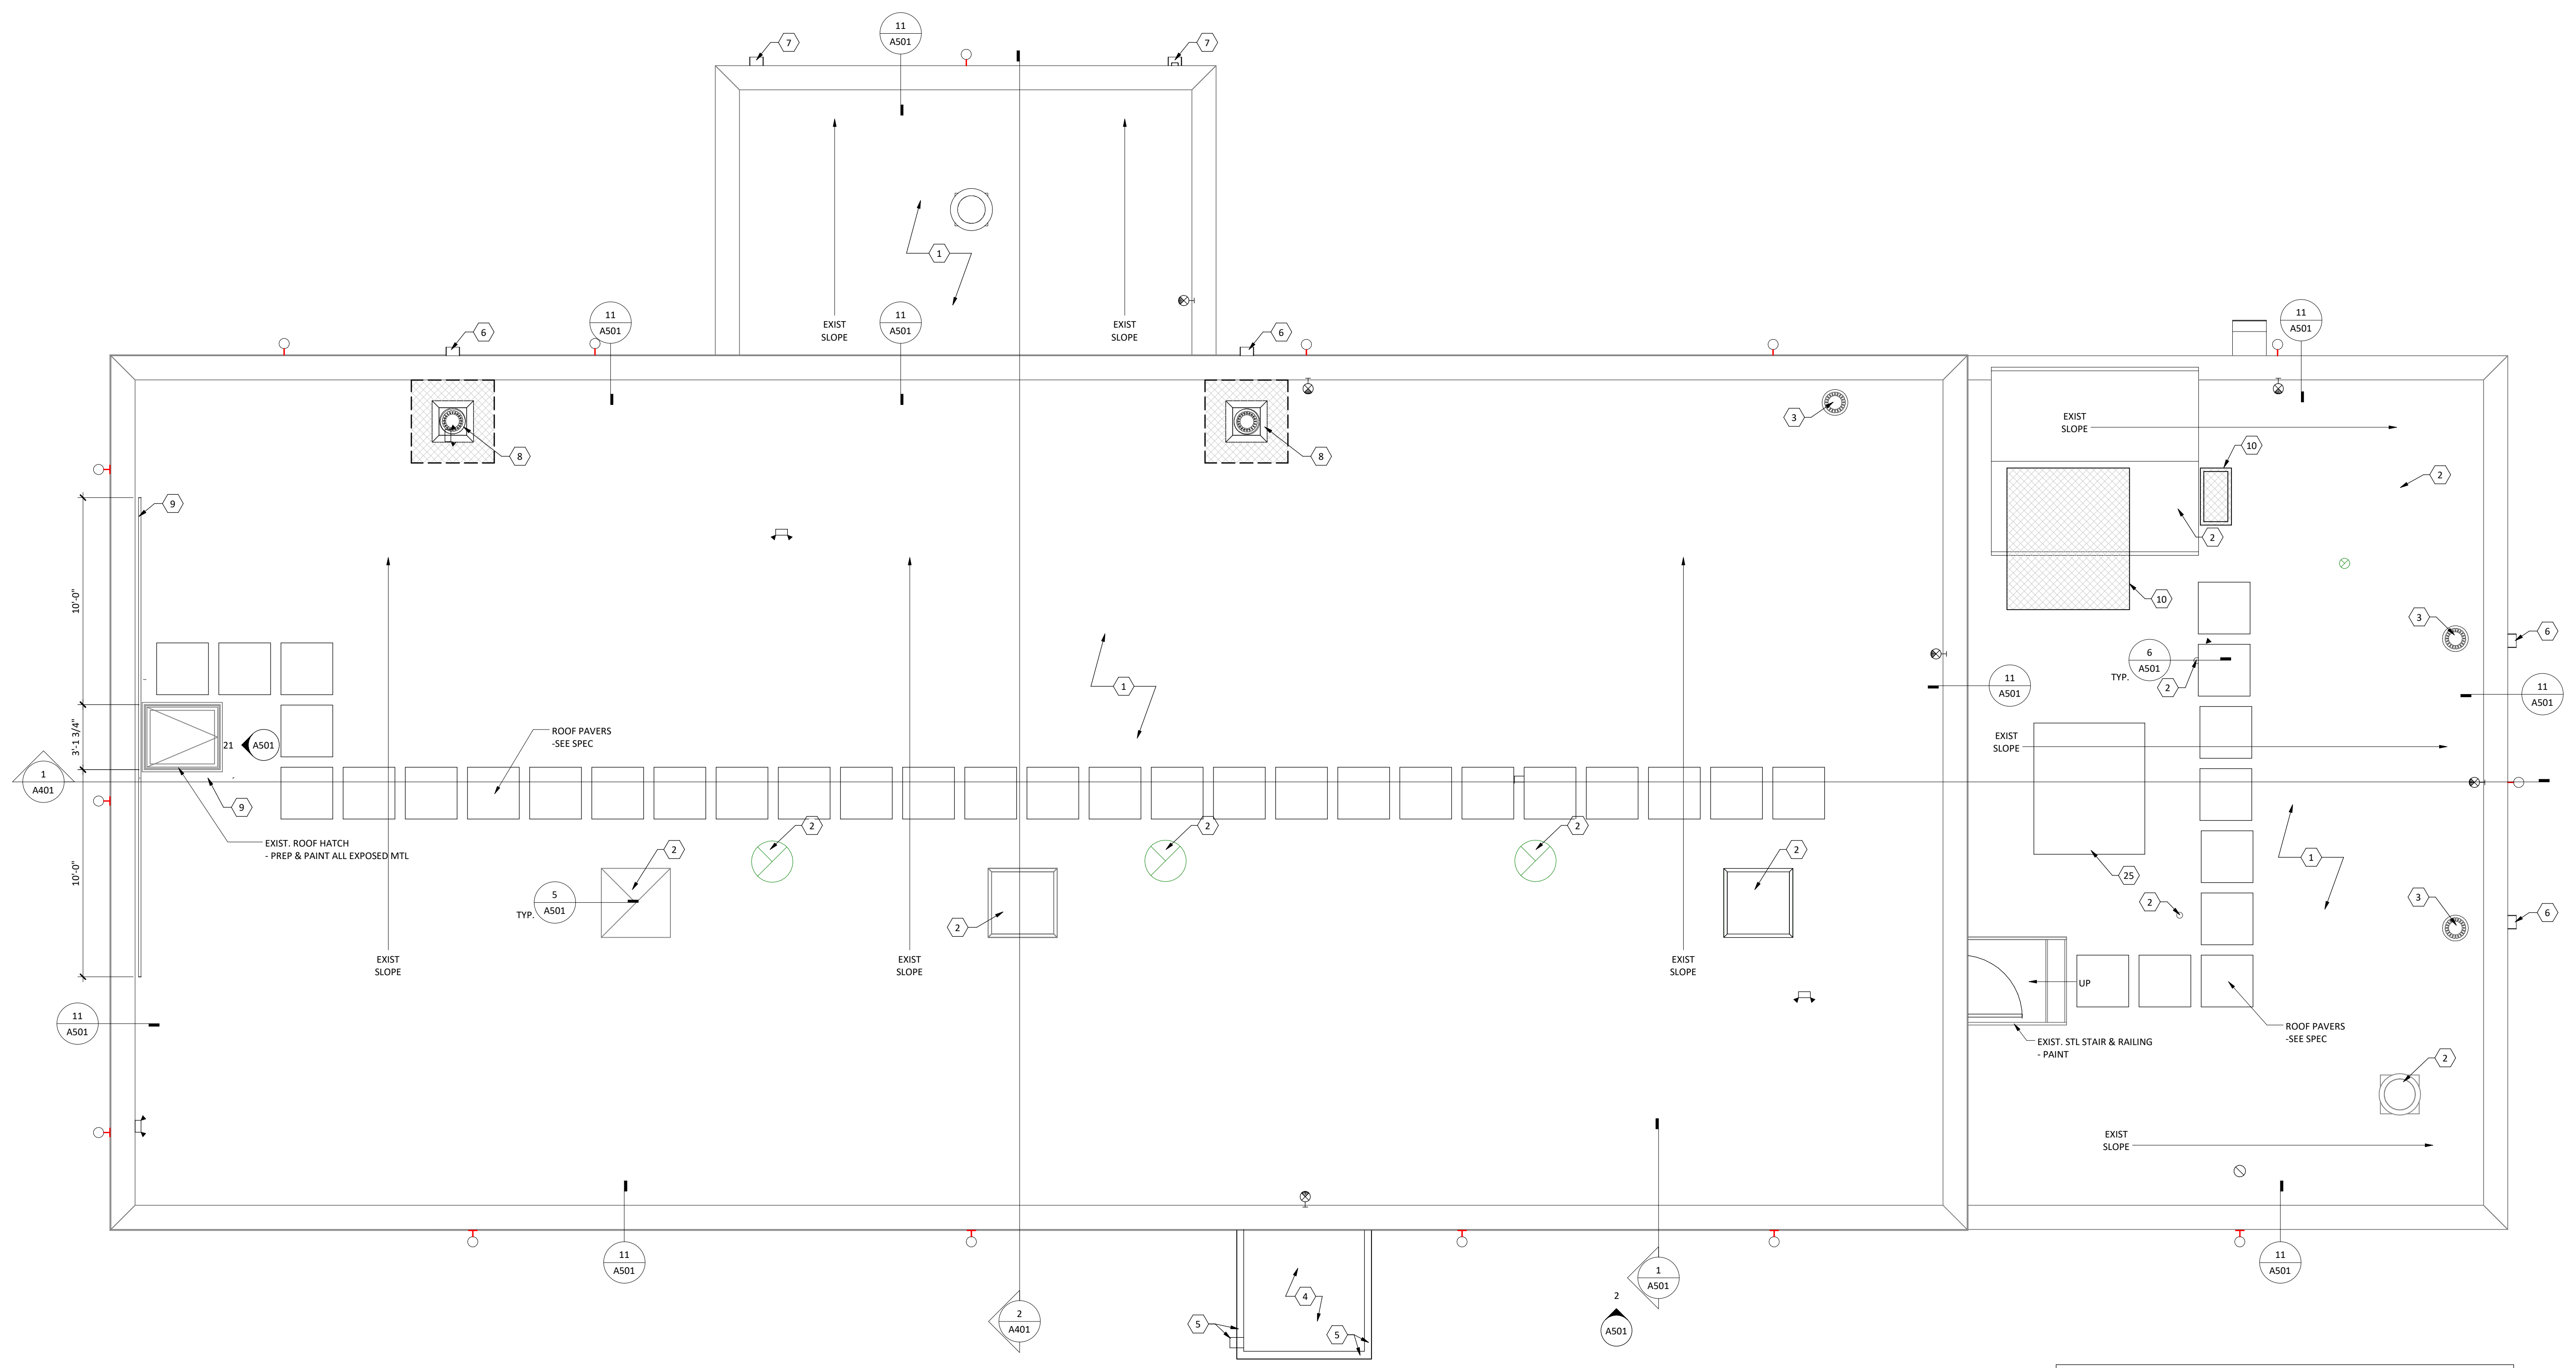 11
A501
7
7
1
EXIST
SLOPE
EXIST
SLOPE
6
11
A501
11
A501
6
11
A501
3
EXIST
SLOPE
8
8
10
2
9
2
10'-0"
10
3
6
6
A501
TYP.
2
1
11
A501
11
A501
3'-1 3/4"
21
A501
ROOF PAVERS
-SEE SPEC
EXIST
SLOPE
1
A401
9
2
2
2
EXIST. ROOF HATCH
- PREP & PAINT ALL EXPOSED MTL
2
2
1
10'-0"
25
5
A501
TYP.
2
2
3
6
EXIST
SLOPE
EXIST
SLOPE
EXIST
SLOPE
UP
11
A501
ROOF PAVERS
-SEE SPEC
EXIST. STL STAIR & RAILING
- PAINT
2
EXIST
SLOPE
11
A501
1
A501
11
A501
4
2
2
A401
5
5
A501